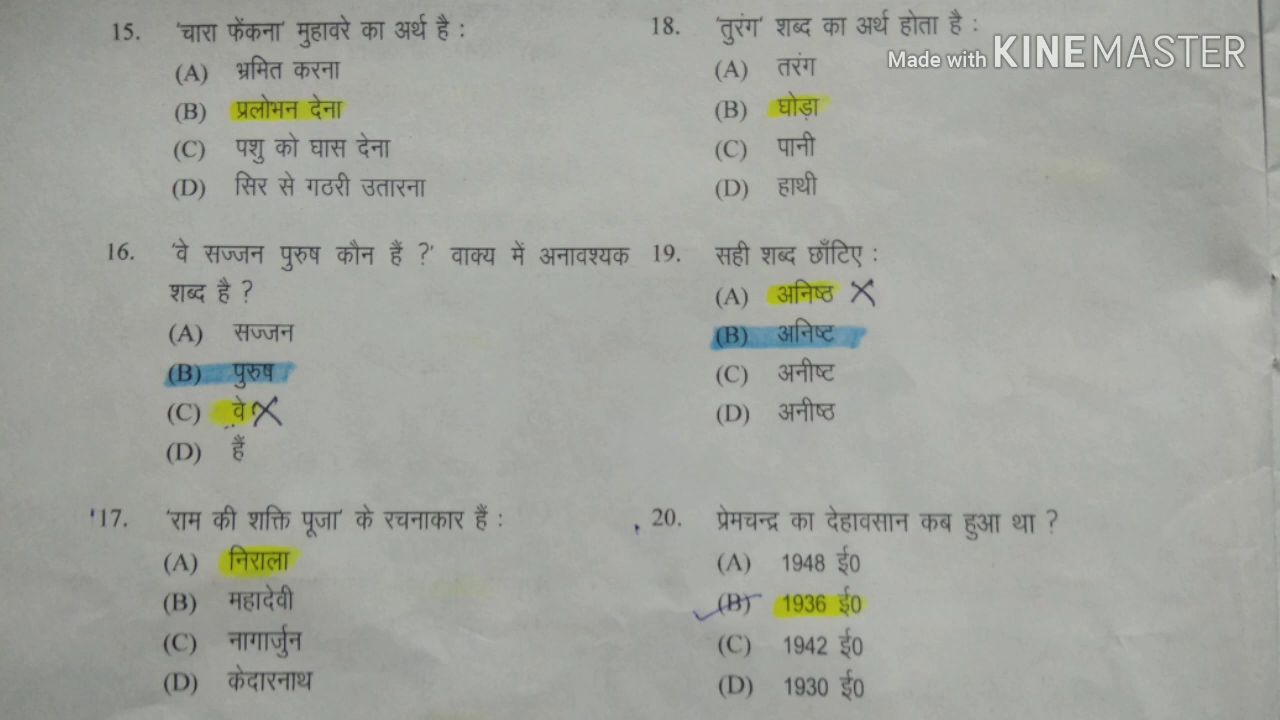 15. 'चारा फेंकना' मुहावरे का अर्थ है :
(A) भ्रमित करना
(B) प्रलोभन देना
(C) पशु को घास देना
(D) सिर से गठरी उतारना
16. 'वे सज्जन पुरुष कौन हैं ?' वाक्य में अनावश्यक
शब्द है ?
(A) सज्जन
(B) पुरुष
(C) वे
(D) हैं
17. 'राम की शक्ति पूजा' के रचनाकार हैं :
(A) निराला
(B) महादेवी
(C) नागार्जुन
(D) केदारनाथ
18. 'तुरंग' शब्द का अर्थ होता है :
Made with KINEMASTER
(A) तरंग
(B) घोड़ा
(C) पानी
(D) हाथी
19. सही शब्द छाँटिए :
(A) अनिष्ठ
(B) अनिष्ट
(C) अनीष्ट
(D) अनीष्ठ
20. प्रेमचन्द्र का देहावसान कब हुआ था ?
(A) 1948 ई0
(B) 1936 ई0
(C) 1942 ई0
(D) 1930 ई0